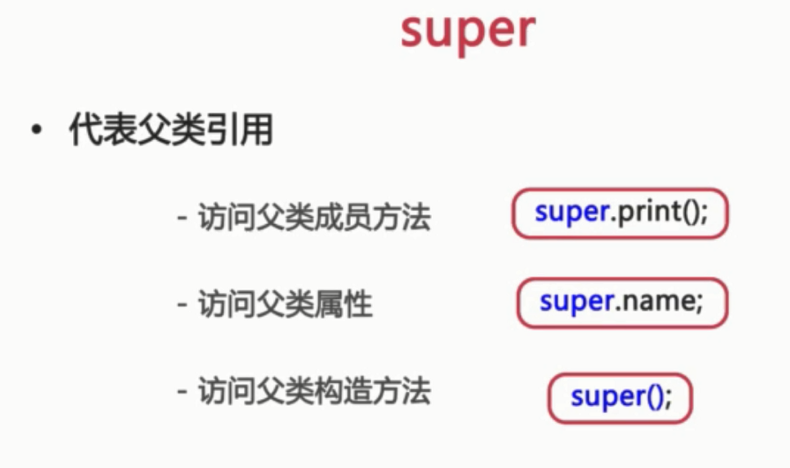 super
• 代表父类引用
- 访问父类成员方法 super.print();
- 访问父类属性 super.name;
- 访问父类构造方法 super();